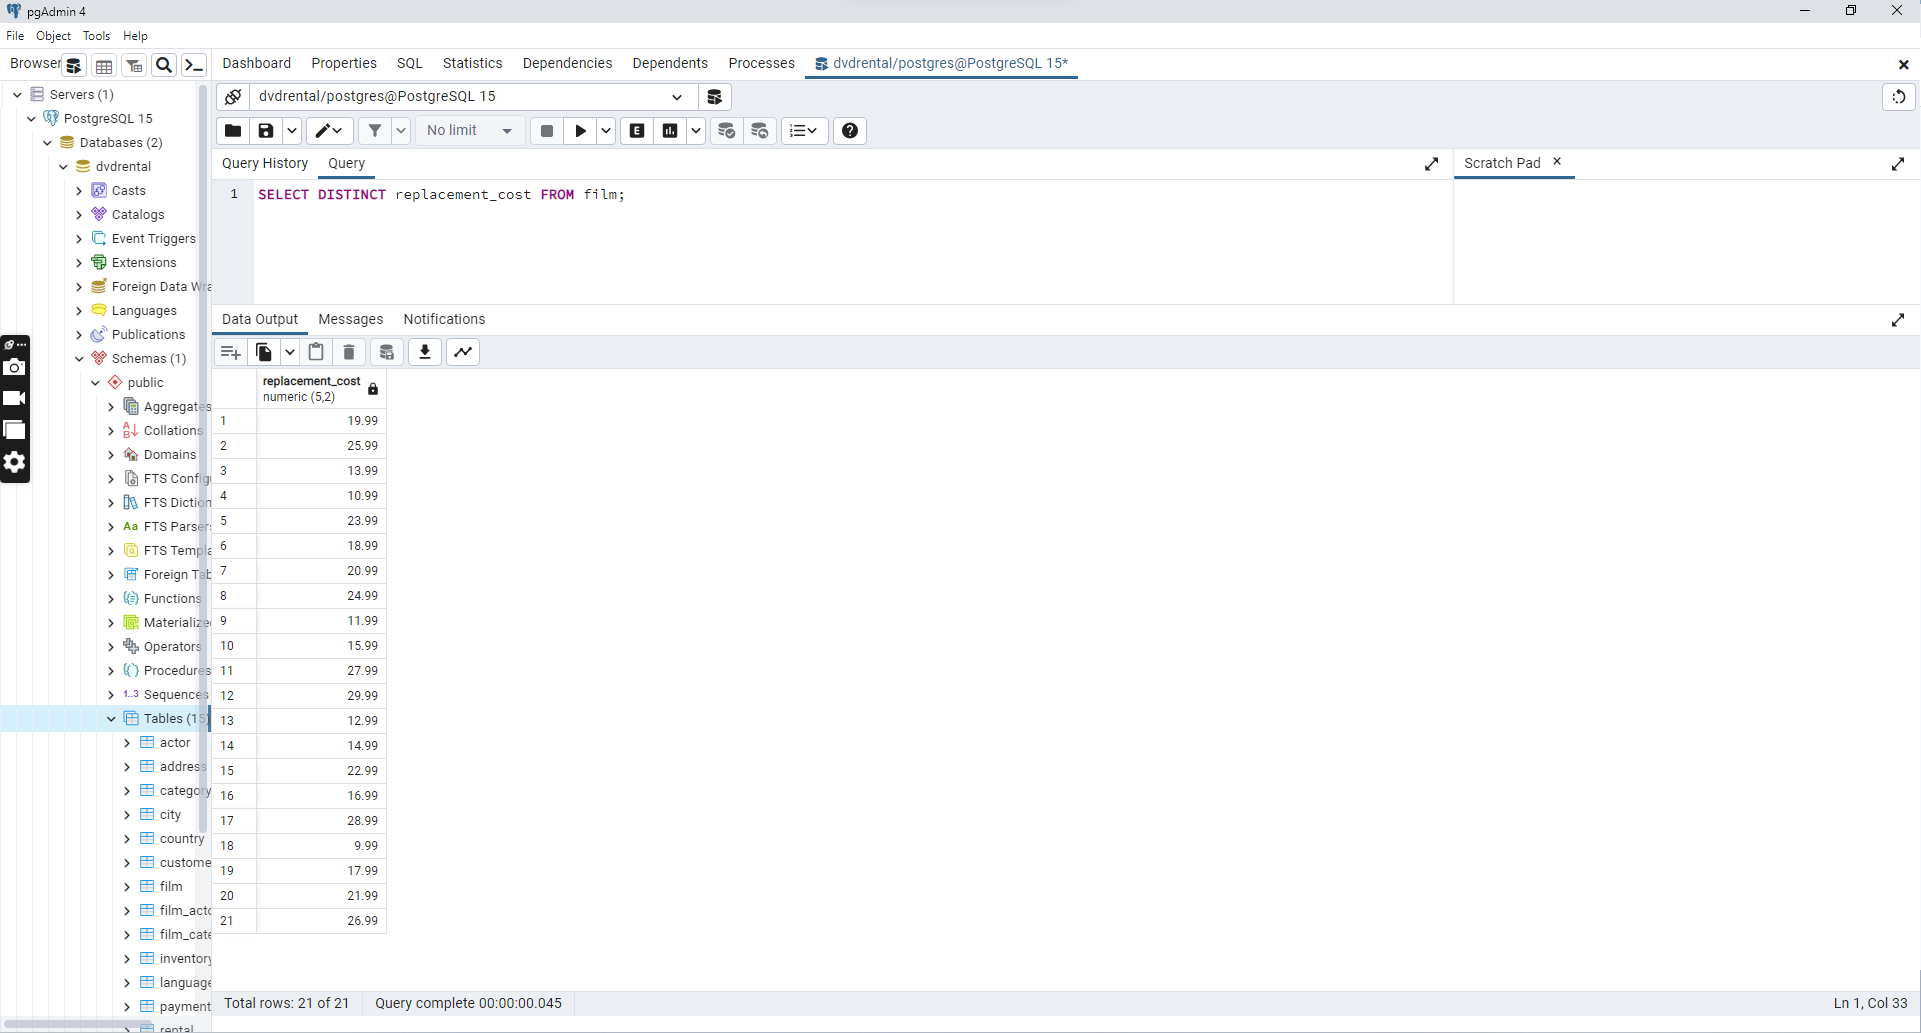 pgAdmin 4
File Object Tools Help
Browser
Dashboard Properties SQL Statistics Dependencies Dependents Processes dvdrental/postgres@PostgreSQL 15*
Servers (1)
PostgreSQL 15
Databases (2)
dvdrental
Casts
Catalogs
Event Triggers
Extensions
Foreign Data Wra
Languages
Publications
Schemas (1)
public
Aggregates
Collations
Domains
FTS Config
FTS Diction
Aa FTS Parsers
FTS Templa
Foreign Tab
Functions
Materialize
Operators
Procedures
1..3 Sequences
Tables (15)
actor
address
category
city
country
custome
film
film_acto
film_cate
inventory
language
payment
rental
dvdrental/postgres@PostgreSQL 15
No limit
E
Query History Query
Scratch Pad
1 SELECT DISTINCT replacement_cost FROM film;
Data Output Messages Notifications
replacement_cost
numeric (5,2)
1 19.99
2 25.99
3 13.99
4 10.99
5 23.99
6 18.99
7 20.99
8 24.99
9 11.99
10 15.99
11 27.99
12 29.99
13 12.99
14 14.99
15 22.99
16 16.99
17 28.99
18 9.99
19 17.99
20 21.99
21 26.99
Total rows: 21 of 21 Query complete 00:00:00.045 Ln 1, Col 33